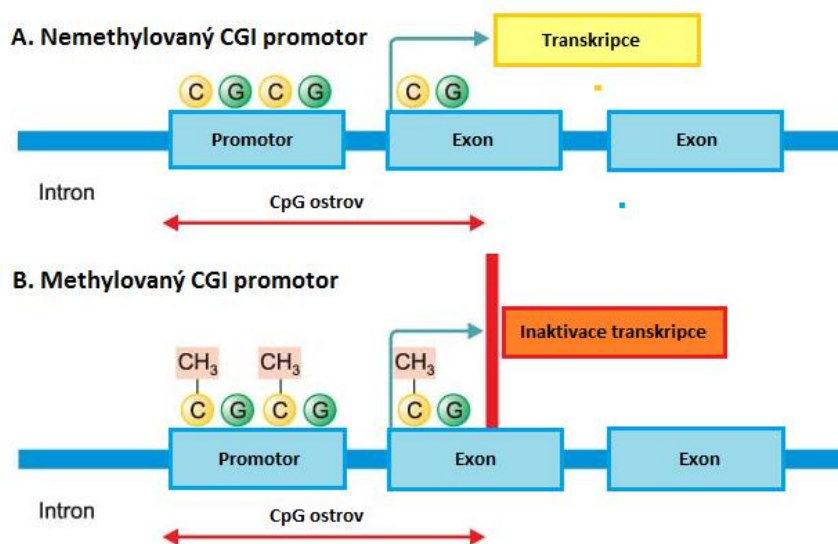 A. Nemethylovaný CGI promotor
Transkripce
C G C G C G
Promotor Exon Exon
Intron
CpG ostrov
B. Methylovaný CGI promotor
Inaktivace transkripce
CH3 CH3 CH3
C G C G C G
Promotor Exon Exon
Intron
CpG ostrov